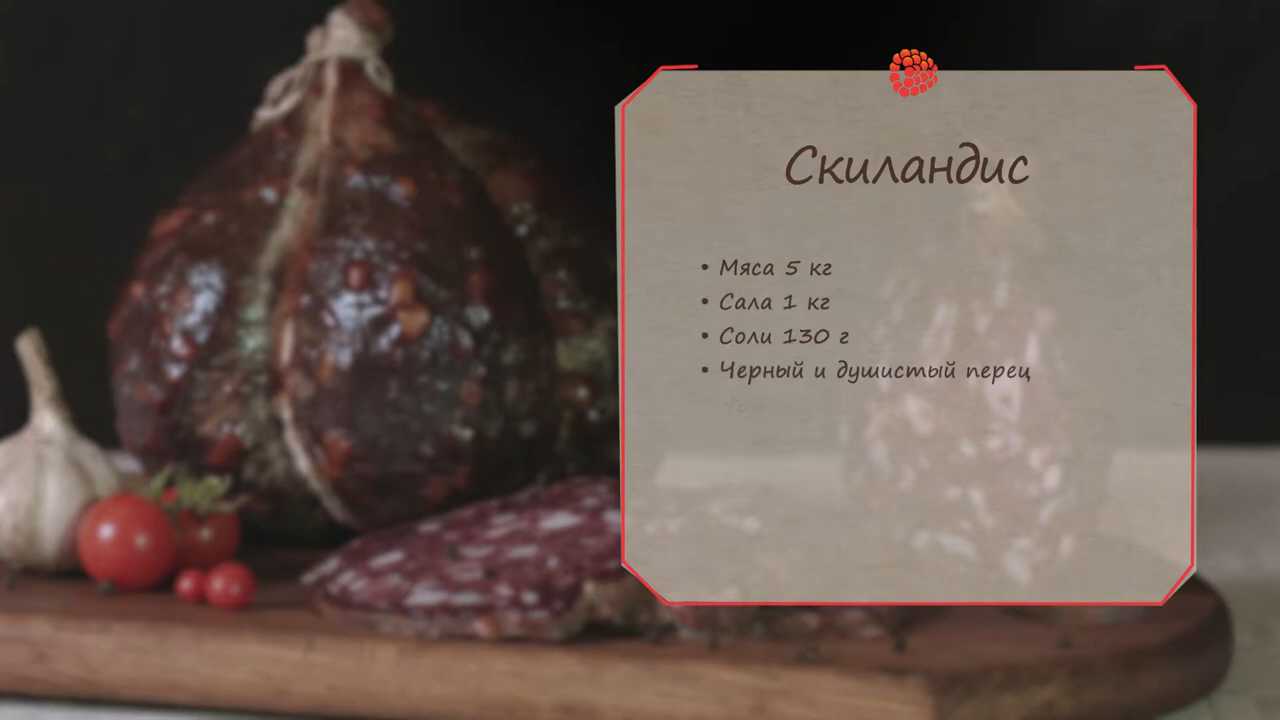 Скиландис
• Мяса 5 кг
• Сала 1 кг
• Соли 130 г
• Черный и душистый перец